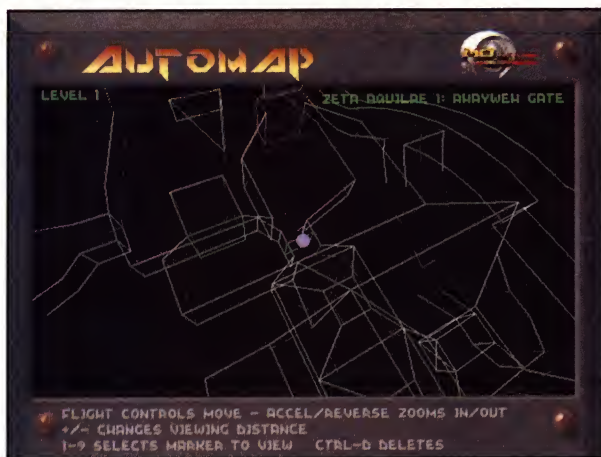 AUTOMAP
LEVEL 1
ZETA AQUILAE 1: AHAYWEH GATE
FLIGHT CONTROLS MOVE - ACCEL/REVERSE ZOOMS IN/OUT
+/- CHANGES VIEWING DISTANCE
1-9 SELECTS MARKER TO VIEW CTRL-D DELETES